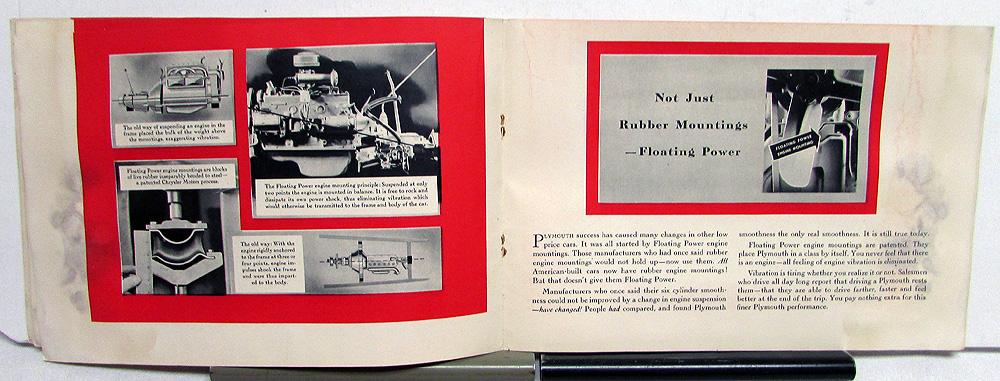 The old way of suspending an engine in the
frame placed the bulk of the weight above
the mountings, exaggerating vibration.
Floating Power engine mountings are blocks
of live rubber inseparably bonded to steel—
a patented Chrysler Motors process.
The Floating Power engine mounting principle: Suspended at only
two points the engine is mounted in balance. It is free to rock and
dissipate its own power shock, thus eliminating vibration which
would otherwise be transmitted to the frame and body of the car.
The old way: With the
engine rigidly anchored
to the frame at three or
four points, engine im-
pulses shook the frame
and were thus impart-
ed to the body.
Not Just
Rubber Mountings
—Floating Power
FLOATING POWER
ENGINE MOUNTING
PLYMOUTH success has caused many changes in other low
price cars. It was all started by Floating Power engine
mountings. Those manufacturers who had once said rubber
engine mountings would not hold up—now use them. All
American-built cars now have rubber engine mountings!
But that doesn't give them Floating Power.
Manufacturers who once said their six cylinder smooth-
ness could not be improved by a change in engine suspension
—have changed! People had compared, and found Plymouth
smoothness the only real smoothness. It is still true today.
Floating Power engine mountings are patented. They
place Plymouth in a class by itself. You never feel that there
is an engine—all feeling of engine vibration is eliminated.
Vibration is tiring whether you realize it or not. Salesmen
who drive all day long report that driving a Plymouth rests
them—that they are able to drive farther, faster and feel
better at the end of the trip. You pay nothing extra for this
finer Plymouth performance.